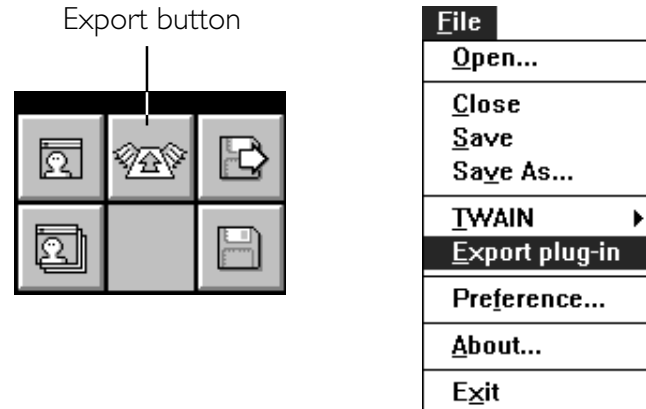 Export button
File
Open...
Close
Save
Save As...
TWAIN
Export plug-in
Preference...
About...
Exit